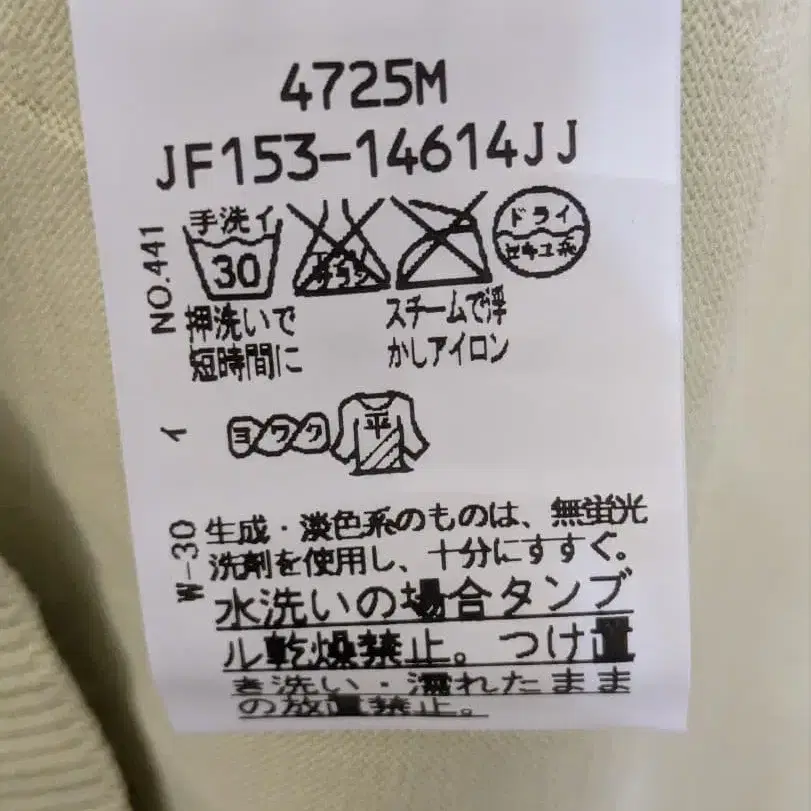 4725M
JF153-14614JJ
NO.441
手洗イ
30
ドライ
セキユ系
押洗いで
短時間に
スチームで浮
かしアイロン
イ
ヨワク
平
W-30
生成・淡色系のものは、無蛍光
洗剤を使用し、十分にすすぐ。
水洗いの場合タンブ
ル乾燥禁止。つけ置
き洗い・濡れたまま
の放置禁止。